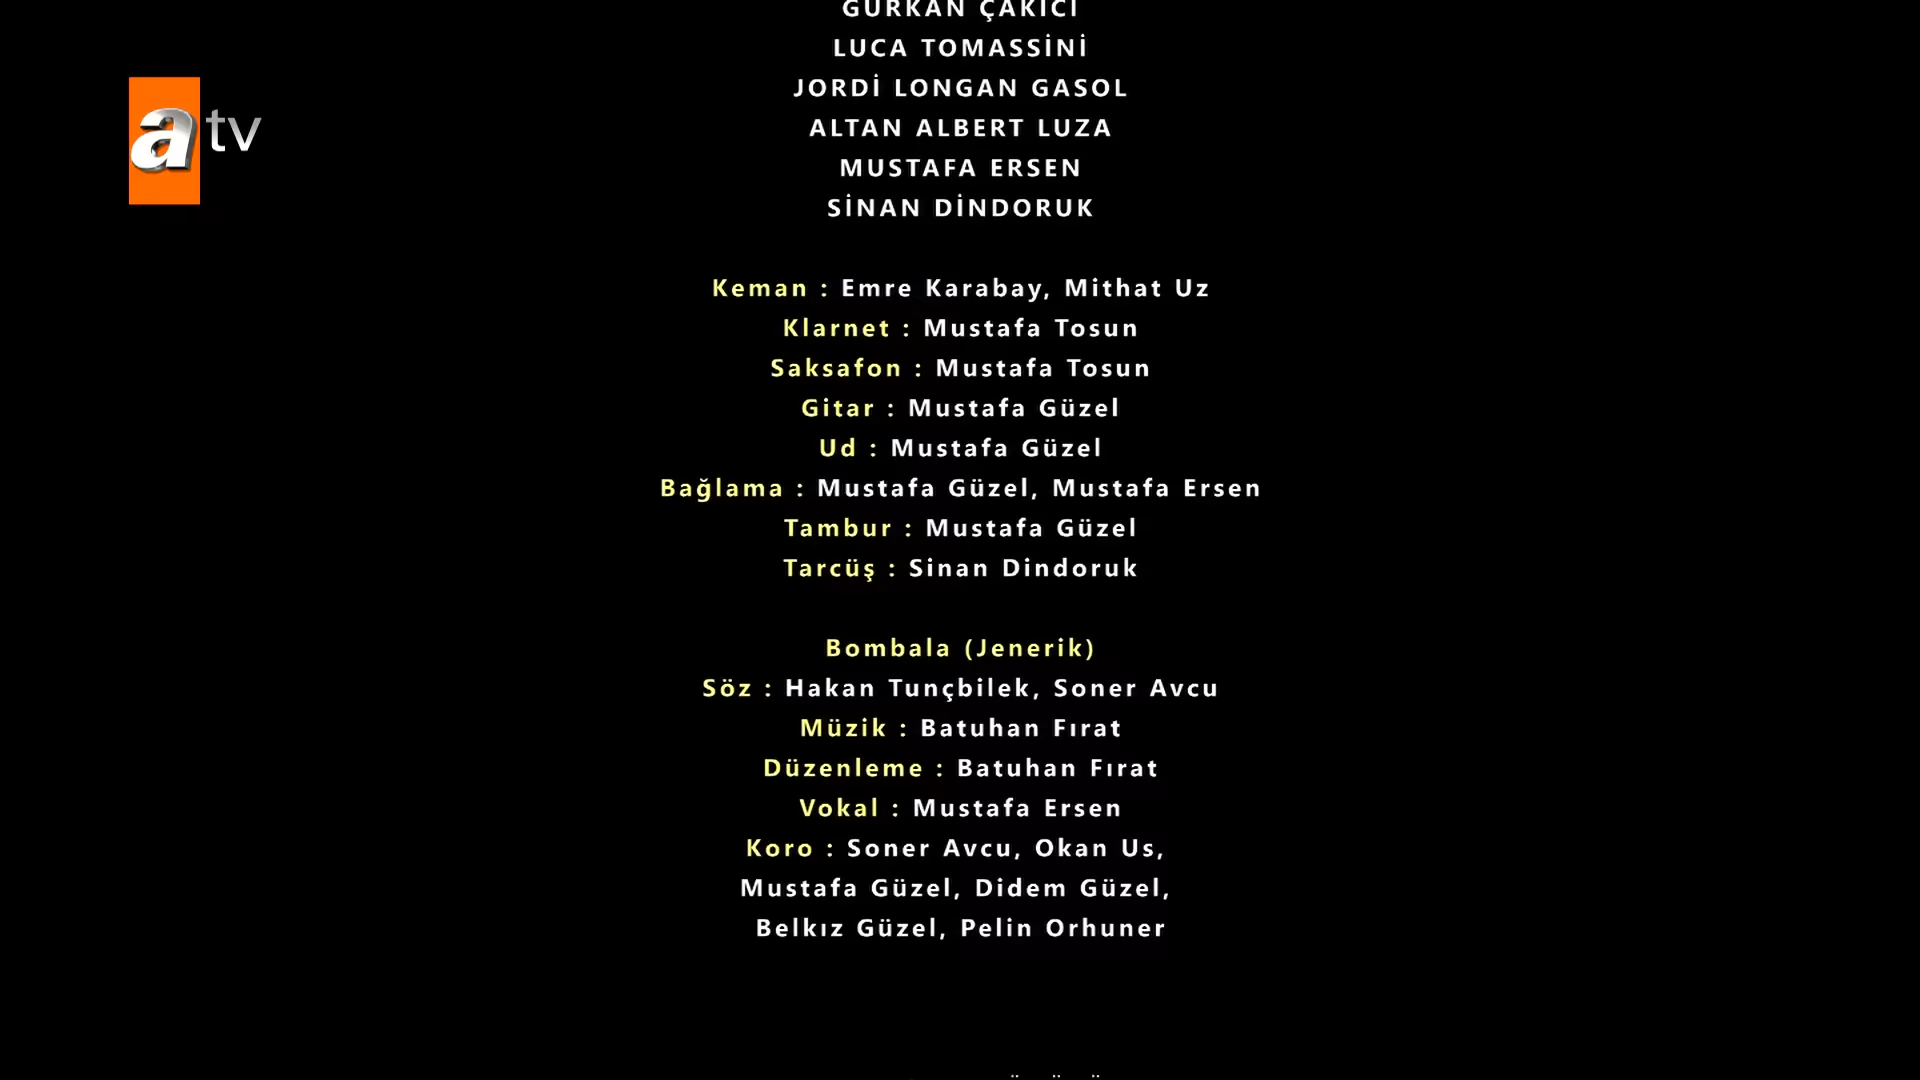 GÜRKAN ÇAKICI
LUCA TOMASSİNİ
JORDİ LONGAN GASOL
atv
ALTAN ALBERT LUZA
MUSTAFA ERSEN
SİNAN DİNDORUK
Keman : Emre Karabay, Mithat Uz
Klarnet : Mustafa Tosun
Saksafon : Mustafa Tosun
Gitar : Mustafa Güzel
Ud : Mustafa Güzel
Bağlama : Mustafa Güzel, Mustafa Ersen
Tambur : Mustafa Güzel
Tarcüş : Sinan Dindoruk
Bombala (Jenerik)
Söz : Hakan Tunçbilek, Soner Avcu
Müzik : Batuhan Fırat
Düzenleme : Batuhan Fırat
Vokal : Mustafa Ersen
Koro : Soner Avcu, Okan Us,
Mustafa Güzel, Didem Güzel,
Belkız Güzel, Pelin Orhuner